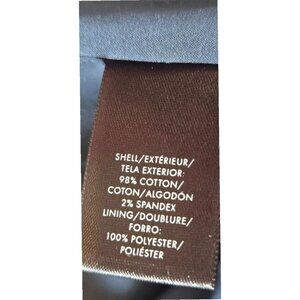 SHELL/EXTÉRIEUR/
TELA EXTERIOR:
98% COTTON/
COTON/ALGODÓN
2% SPANDEX
LINING/DOUBLURE/
FORRO:
100% POLYESTER/
POLIÉSTER